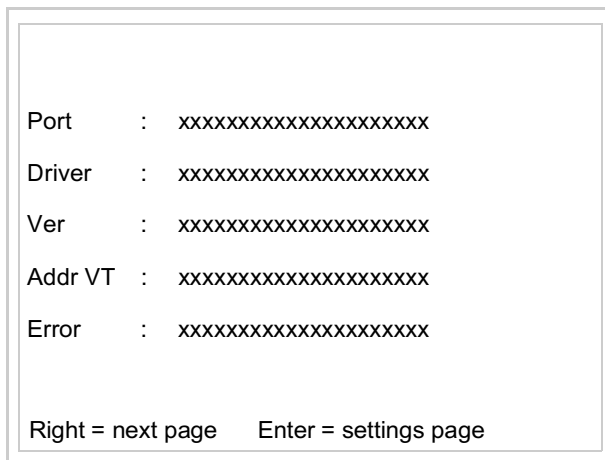 Port : xxxxxxxxxxxxxxxxxxxxx
Driver : xxxxxxxxxxxxxxxxxxxxx
Ver : xxxxxxxxxxxxxxxxxxxxx
Addr VT : xxxxxxxxxxxxxxxxxxxxx
Error : xxxxxxxxxxxxxxxxxxxxx
Right = next page Enter = settings page